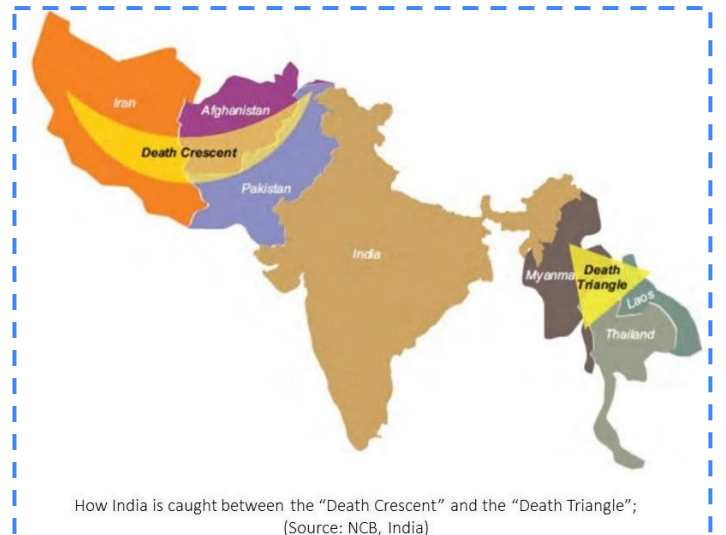 Iran
Afghanistan
Death Crescent
Pakistan
India
Myanma
Death
Triangle
Laos
Thailand
How India is caught between the “Death Crescent” and the “Death Triangle”;
(Source: NCB, India)